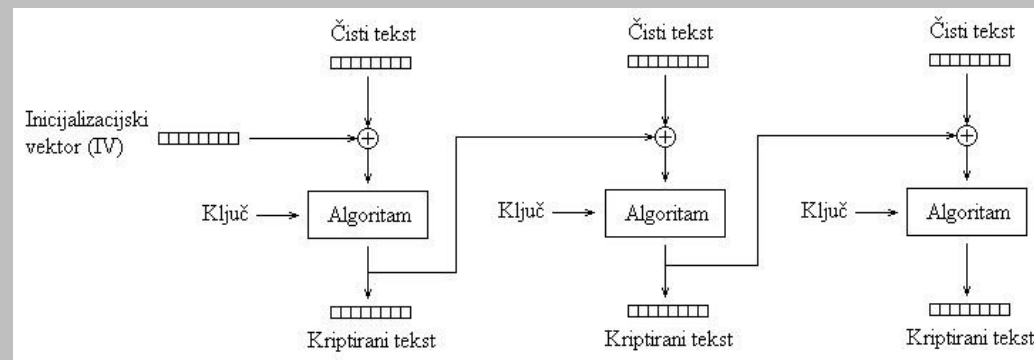 Čisti tekst
Čisti tekst
Čisti tekst
Inicijalizacijski
vektor (IV)
Ključ
Algoritam
Ključ
Algoritam
Ključ
Algoritam
Kriptirani tekst
Kriptirani tekst
Kriptirani tekst